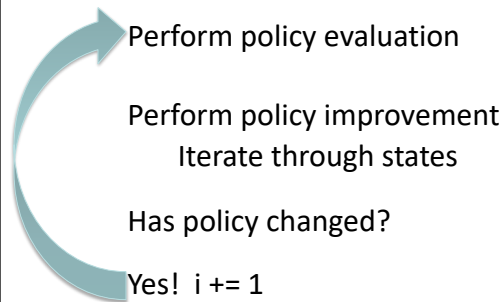 Perform policy evaluation
Perform policy improvement
Iterate through states
Has policy changed?
Yes! i += 1